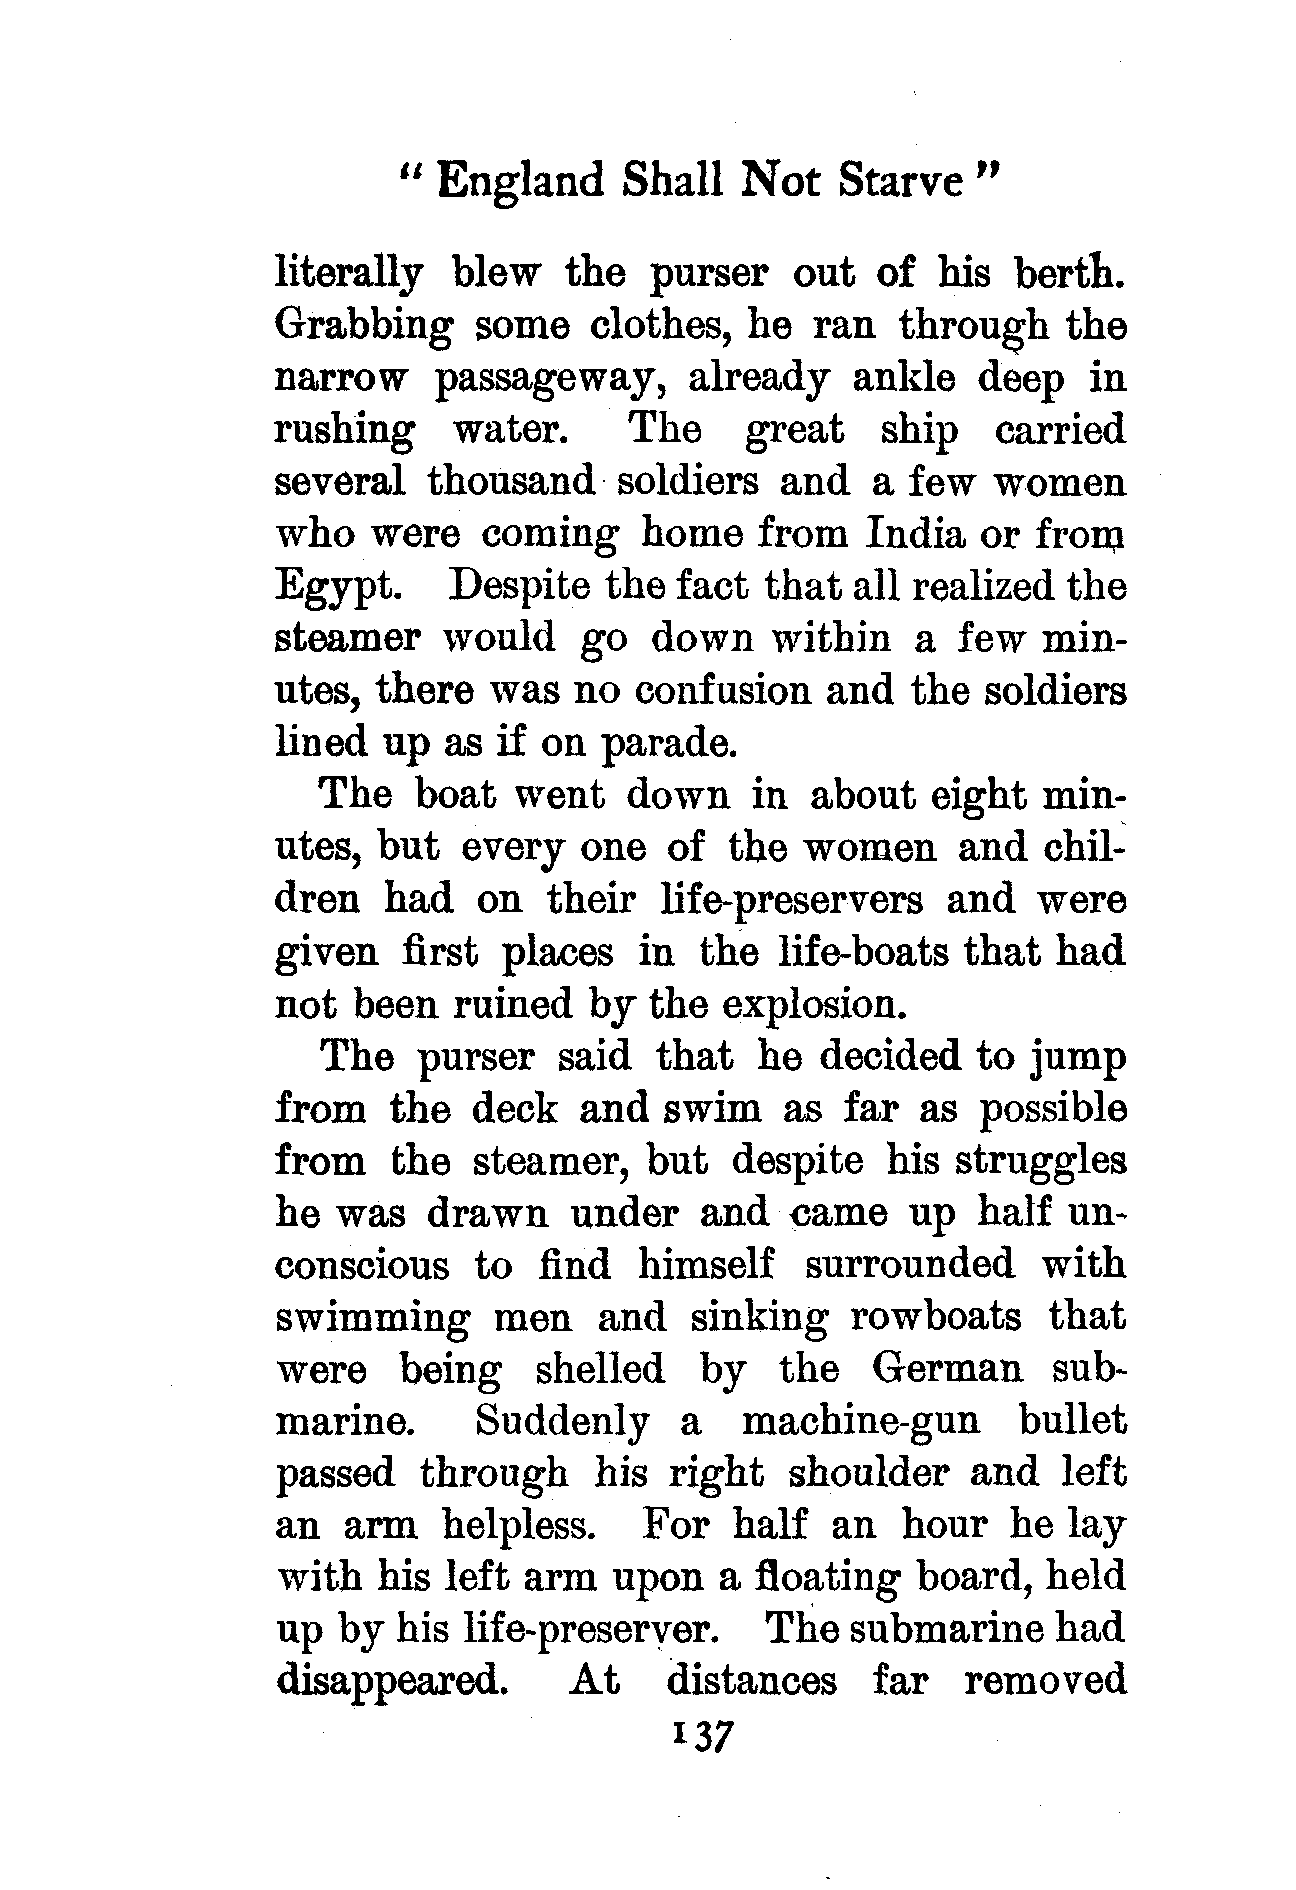 " England Shall Not Starve "
literally blew the purser out of his berth.
Grabbing some clothes, he ran through the
narrow passageway, already ankle deep in
rushing water. The great ship carried
several thousand soldiers and a few women
who were coming home from India or from
Egypt. Despite the fact that all realized the
steamer would go down within a few min-
utes, there was no confusion and the soldiers
lined up as if on parade.
The boat went down in about eight min-
utes, but every one of the women and chil-
dren had on their life-preservers and were
given first places in the life-boats that had
not been ruined by the explosion.
The purser said that he decided to jump
from the deck and swim as far as possible
from the steamer, but despite his struggles
he was drawn under and came up half un-
conscious to find himself surrounded with
swimming men and sinking rowboats that
were being shelled by the German sub-
marine. Suddenly a machine-gun bullet
passed through his right shoulder and left
an arm helpless. For half an hour he lay
with his left arm upon a floating board, held
up by his life-preserver. The submarine had
disappeared. At distances far removed
137